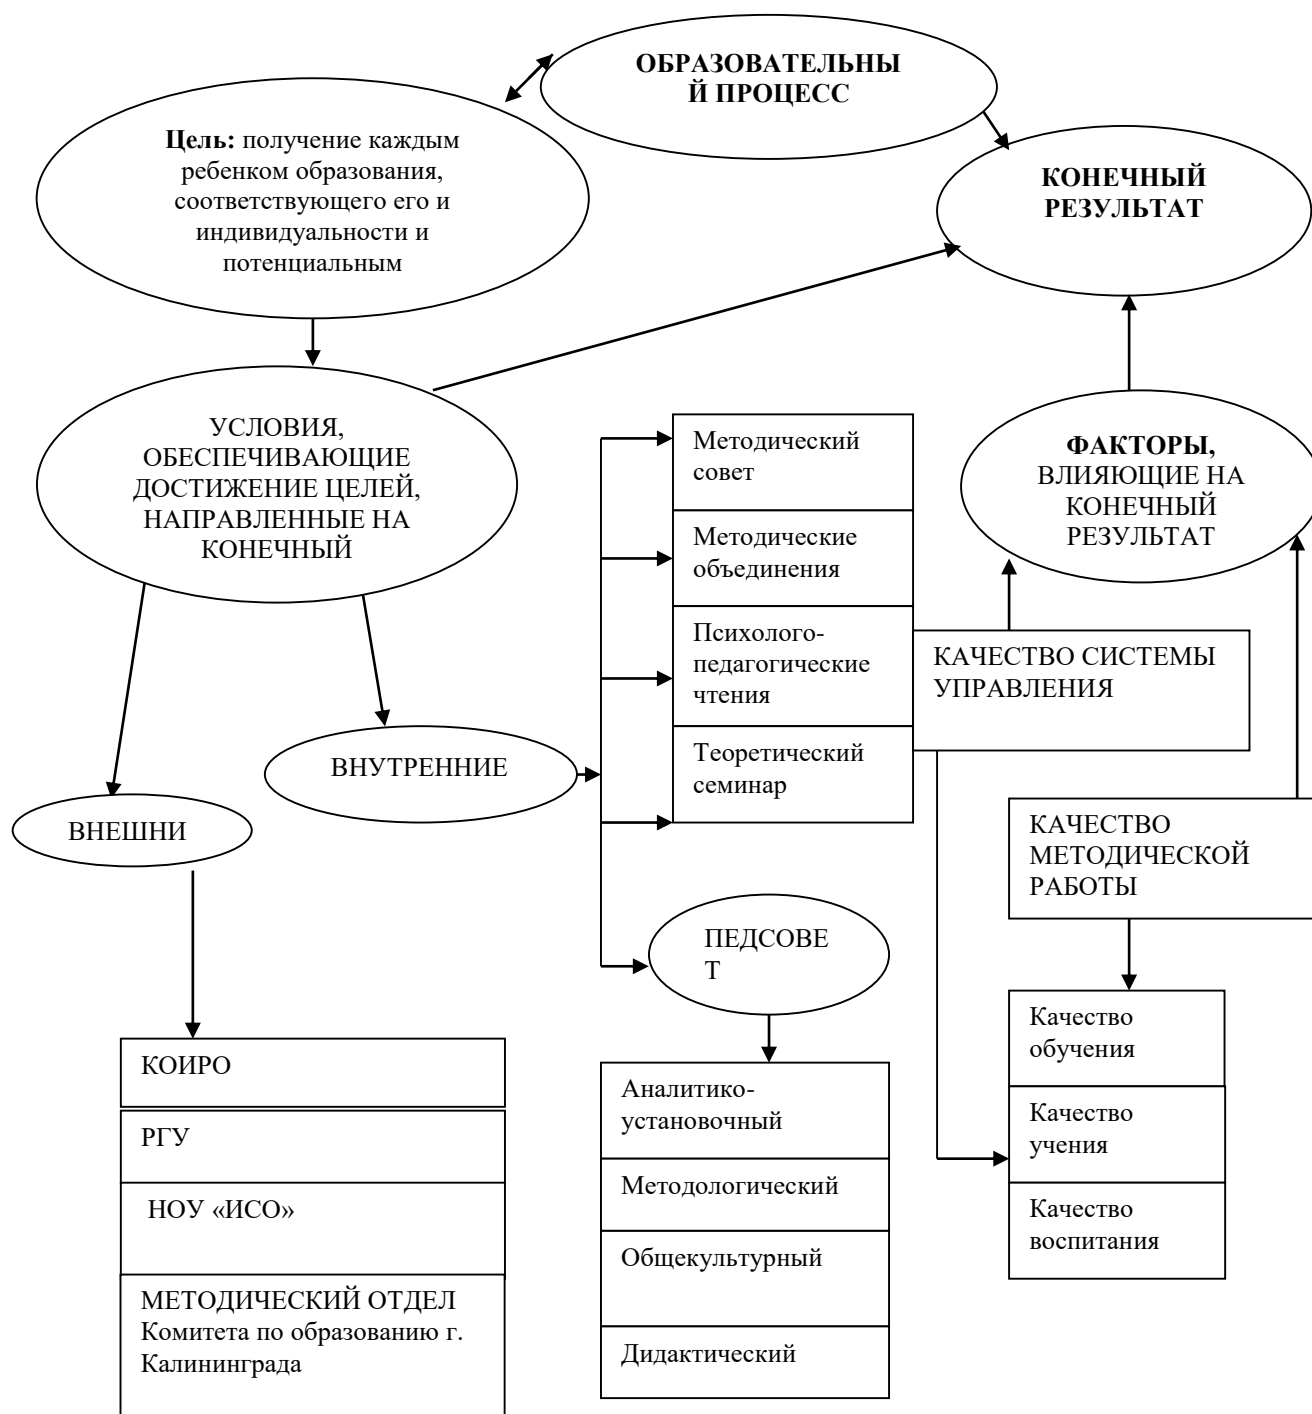 ОБРАЗОВАТЕЛЬНЫ
Й ПРОЦЕСС
Цель: получение каждым
ребенком образования,
соответствующего его и
индивидуальности и
потенциальным
КОНЕЧНЫЙ
РЕЗУЛЬТАТ
УСЛОВИЯ,
ОБЕСПЕЧИВАЮЩИЕ
ДОСТИЖЕНИЕ ЦЕЛЕЙ,
НАПРАВЛЕННЫЕ НА
КОНЕЧНЫЙ
Методический
совет
Методические
объединения
Психолого-
педагогические
чтения
Теоретический
семинар
ФАКТОРЫ,
ВЛИЯЮЩИЕ НА
КОНЕЧНЫЙ
РЕЗУЛЬТАТ
КАЧЕСТВО СИСТЕМЫ
УПРАВЛЕНИЯ
ВНУТРЕННИЕ
ВНЕШНИ
КАЧЕСТВО
МЕТОДИЧЕСКОЙ
РАБОТЫ
ПЕДСОВЕ
Т
КОИРО
РГУ
НОУ «ИСО»
МЕТОДИЧЕСКИЙ ОТДЕЛ
Комитета по образованию г.
Калининграда
Аналитико-
установочный
Методологический
Общекультурный
Дидактический
Качество
обучения
Качество
учения
Качество
воспитания